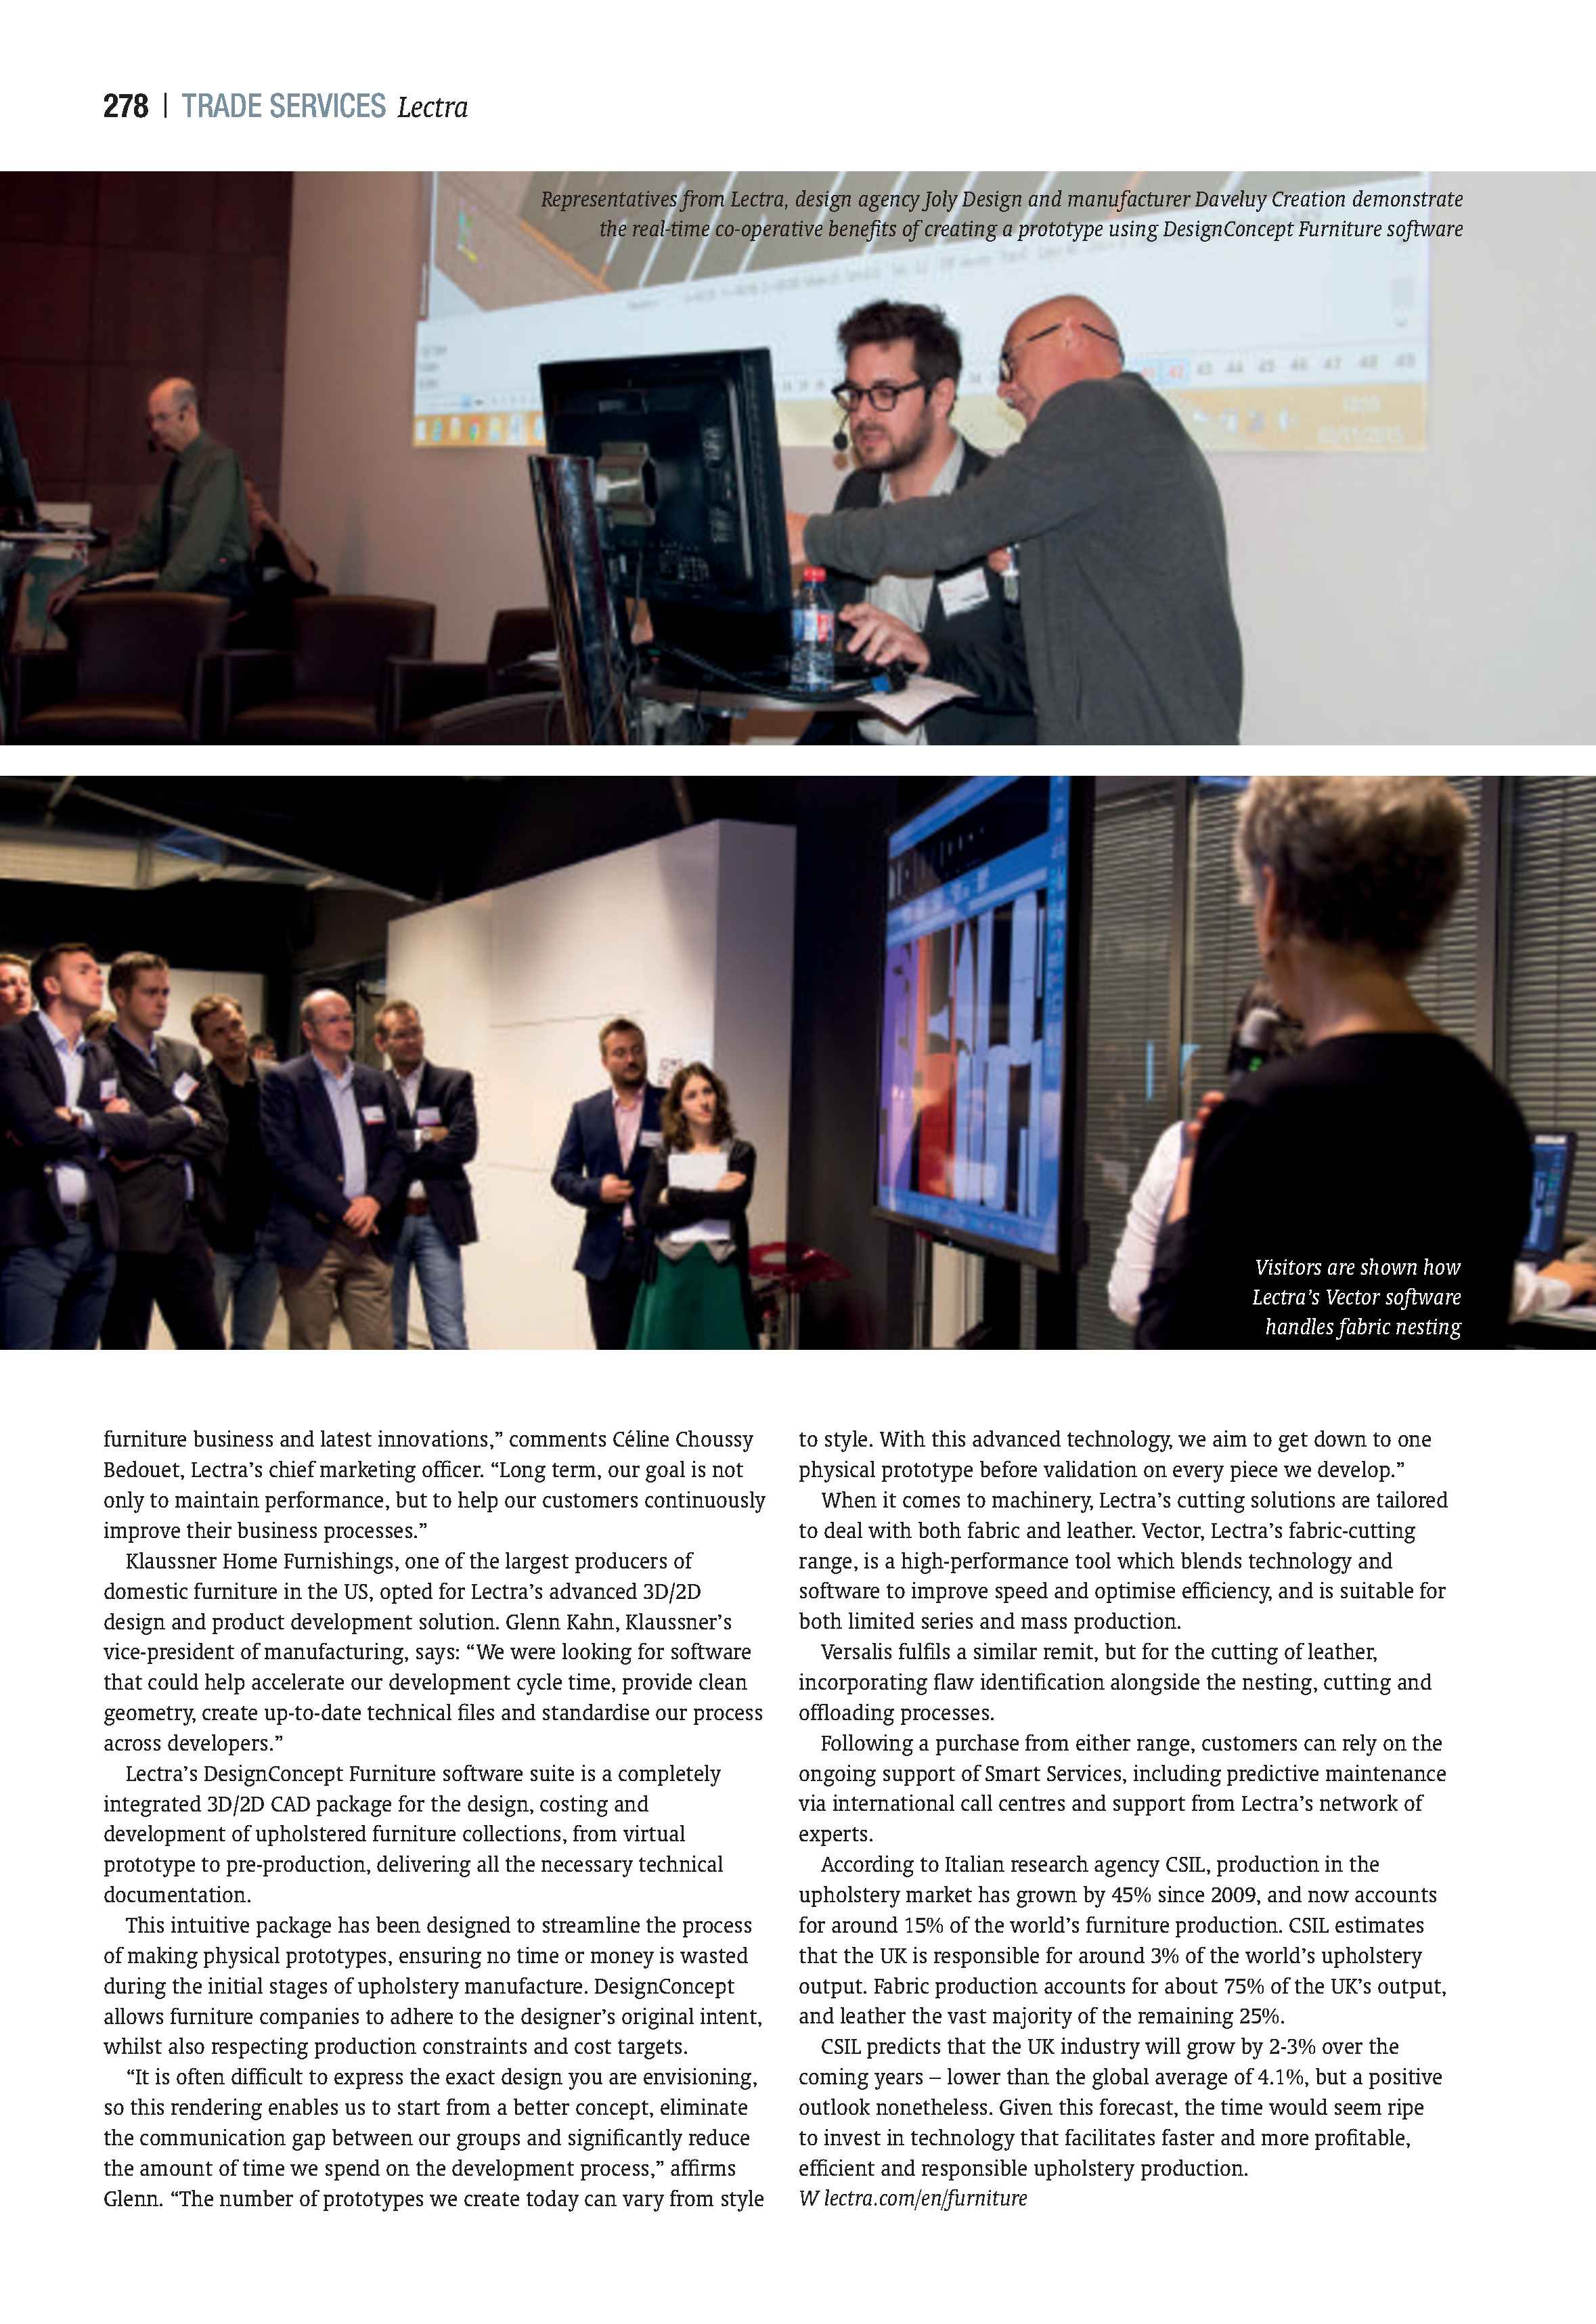 278 | TRADE SERVICES Lectra
Representatives from Lectra, design agency Joly Design and manufacturer Daveluy Creation demonstrate
the real-time co-operative benefits of creating a prototype using DesignConcept Furniture software
43 44 45 46 47 48 49
Visitors are shown how
Lectra’s Vector software
handles fabric nesting
furniture business and latest innovations,” comments Céline Choussy
Bedouet, Lectra’s chief marketing officer. “Long term, our goal is not
only to maintain performance, but to help our customers continuously
improve their business processes.”
Klaussner Home Furnishings, one of the largest producers of
domestic furniture in the US, opted for Lectra’s advanced 3D/2D
design and product development solution. Glenn Kahn, Klaussner’s
vice-president of manufacturing, says: “We were looking for software
that could help accelerate our development cycle time, provide clean
geometry, create up-to-date technical files and standardise our process
across developers.”
Lectra’s DesignConcept Furniture software suite is a completely
integrated 3D/2D CAD package for the design, costing and
development of upholstered furniture collections, from virtual
prototype to pre-production, delivering all the necessary technical
documentation.
This intuitive package has been designed to streamline the process
of making physical prototypes, ensuring no time or money is wasted
during the initial stages of upholstery manufacture. DesignConcept
allows furniture companies to adhere to the designer’s original intent,
whilst also respecting production constraints and cost targets.
“It is often difficult to express the exact design you are envisioning,
so this rendering enables us to start from a better concept, eliminate
the communication gap between our groups and significantly reduce
the amount of time we spend on the development process,” affirms
Glenn. “The number of prototypes we create today can vary from style
to style. With this advanced technology, we aim to get down to one
physical prototype before validation on every piece we develop.”
When it comes to machinery, Lectra’s cutting solutions are tailored
to deal with both fabric and leather. Vector, Lectra’s fabric-cutting
range, is a high-performance tool which blends technology and
software to improve speed and optimise efficiency, and is suitable for
both limited series and mass production.
Versalis fulfils a similar remit, but for the cutting of leather,
incorporating flaw identification alongside the nesting, cutting and
offloading processes.
Following a purchase from either range, customers can rely on the
ongoing support of Smart Services, including predictive maintenance
via international call centres and support from Lectra’s network of
experts.
According to Italian research agency CSIL, production in the
upholstery market has grown by 45% since 2009, and now accounts
for around 15% of the world’s furniture production. CSIL estimates
that the UK is responsible for around 3% of the world’s upholstery
output. Fabric production accounts for about 75% of the UK’s output,
and leather the vast majority of the remaining 25%.
CSIL predicts that the UK industry will grow by 2-3% over the
coming years – lower than the global average of 4.1%, but a positive
outlook nonetheless. Given this forecast, the time would seem ripe
to invest in technology that facilitates faster and more profitable,
efficient and responsible upholstery production.
W lectra.com/en/furniture